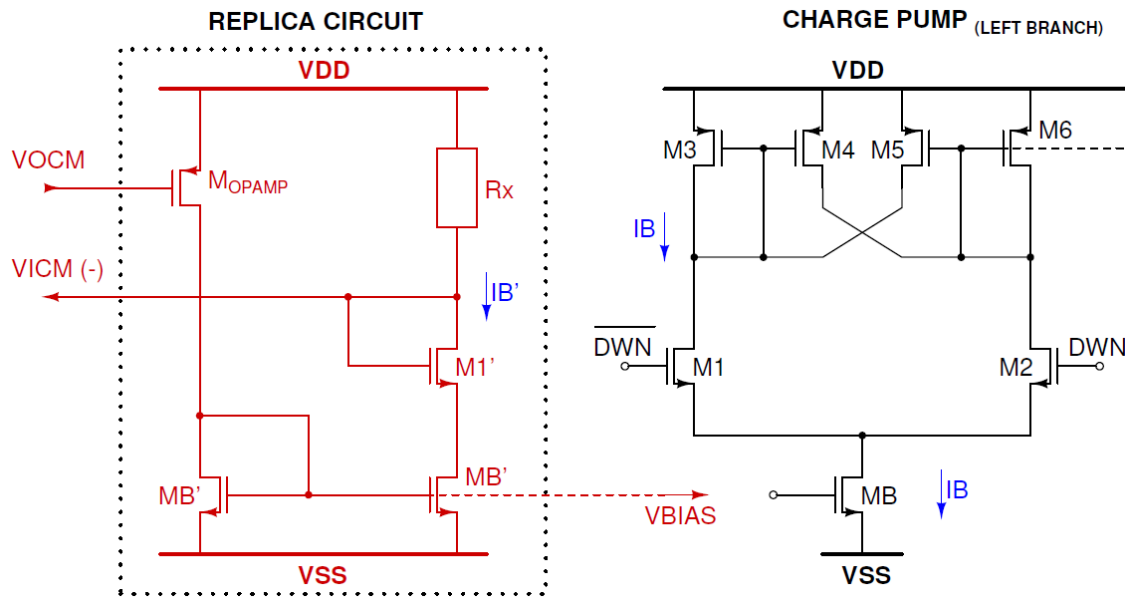 REPLICA CIRCUIT
CHARGE PUMP (LEFT BRANCH)
VDD
VDD
VOCM
MOPAMP
Rx
M3
M4
M5
M6
IB
VICM (-)
IB'
M1'
DWN
M1
M2
DWN
MB'
MB'
VBIAS
MB
IB
VSS
VSS